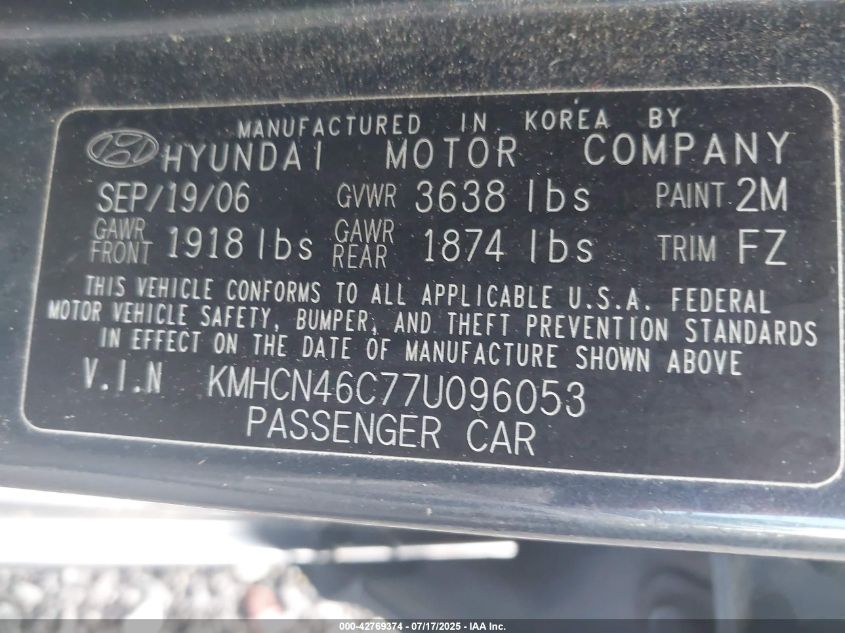 MANUFACTURED IN KOREA BY
HYUNDAI MOTOR COMPANY
SEP/19/06 GVWR 3638 lbs PAINT 2M
GAWR FRONT 1918 lbs GAWR REAR 1874 lbs TRIM FZ
THIS VEHICLE CONFORMS TO ALL APPLICABLE U.S.A. FEDERAL
MOTOR VEHICLE SAFETY, BUMPER, AND THEFT PREVENTION STANDARDS
IN EFFECT ON THE DATE OF MANUFACTURE SHOWN ABOVE
V.I.N KMHCN46C77U096053
PASSENGER CAR
000-42769374 - 07/17/2025 - IAA Inc.